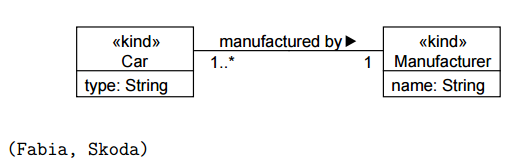 «kind»
Car
type: String
manufactured by▶
1..*
1
«kind»
Manufacturer
name: String
(Fabia, Skoda)